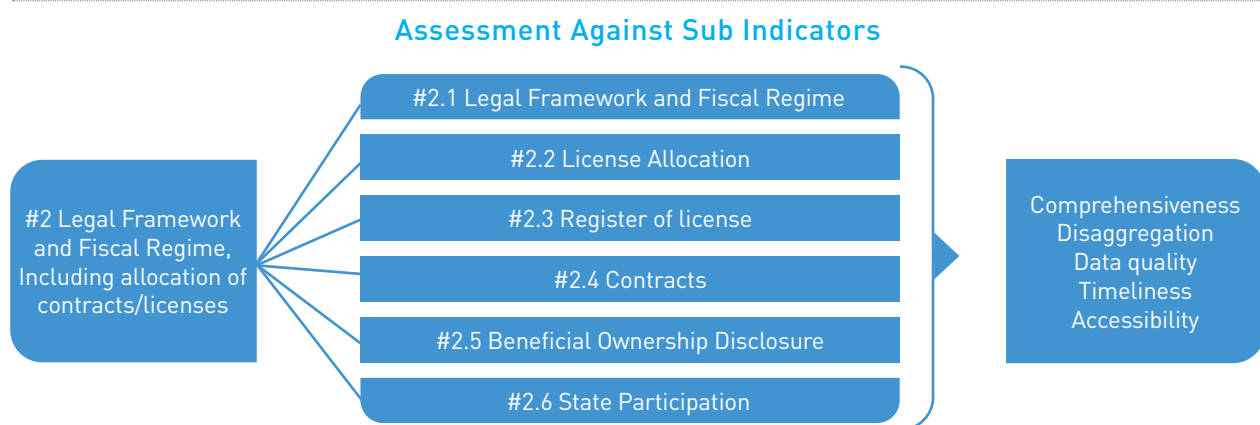 Assessment Against Sub Indicators
#2 Legal Framework
and Fiscal Regime,
Including allocation of
contracts/licenses
#2.1 Legal Framework and Fiscal Regime
#2.2 License Allocation
#2.3 Register of license
#2.4 Contracts
#2.5 Beneficial Ownership Disclosure
#2.6 State Participation
Comprehensiveness
Disaggregation
Data quality
Timeliness
Accessibility